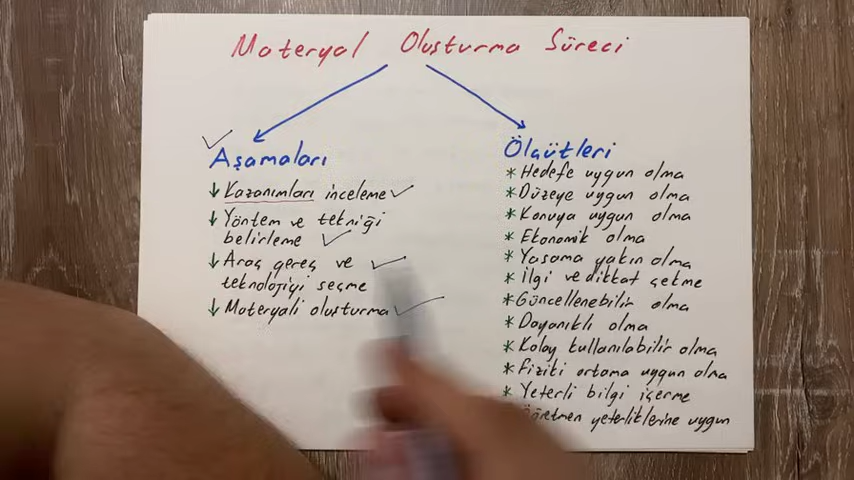 Materyal Oluşturma Süreci
Aşamaları
↓ Kazanımları inceleme
↓ Yöntem ve tekniği
belirleme
↓ Araç gereç ve
teknolojiyi seçme
↓ Materyali oluşturma
Ölçütleri
* Hedefe uygun olma
* Düzeye uygun olma
* Konuya uygun olma
* Ekonomik olma
* Yaşama yakın olma
* İlgi ve dikkat çekme
* Güncellenebilir olma
* Dayanıklı olma
* Kolay kullanılabilir olma
* Fiziki ortama uygun olma
* Yeterli bilgi içerme
Öğretmen yeterliklerine uygun